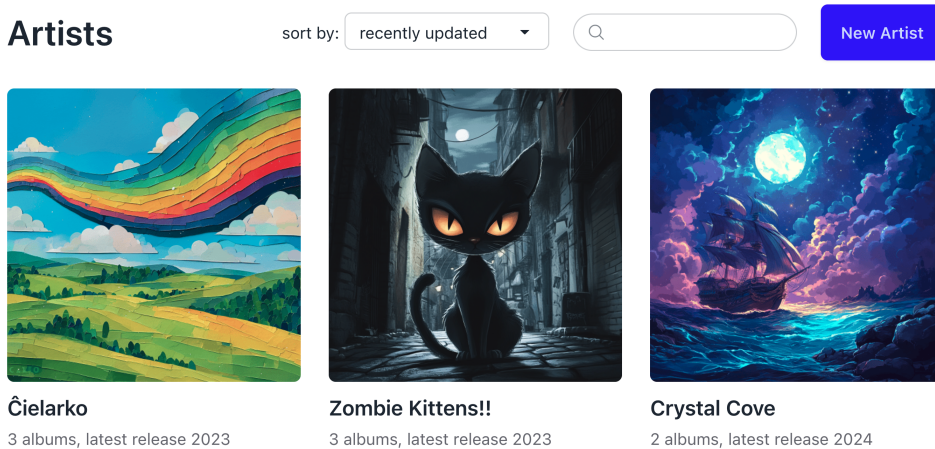 Artists
sort by: recently updated
New Artist
Ĉielarko
3 albums, latest release 2023
Zombie Kittens!!
3 albums, latest release 2023
Crystal Cove
2 albums, latest release 2024